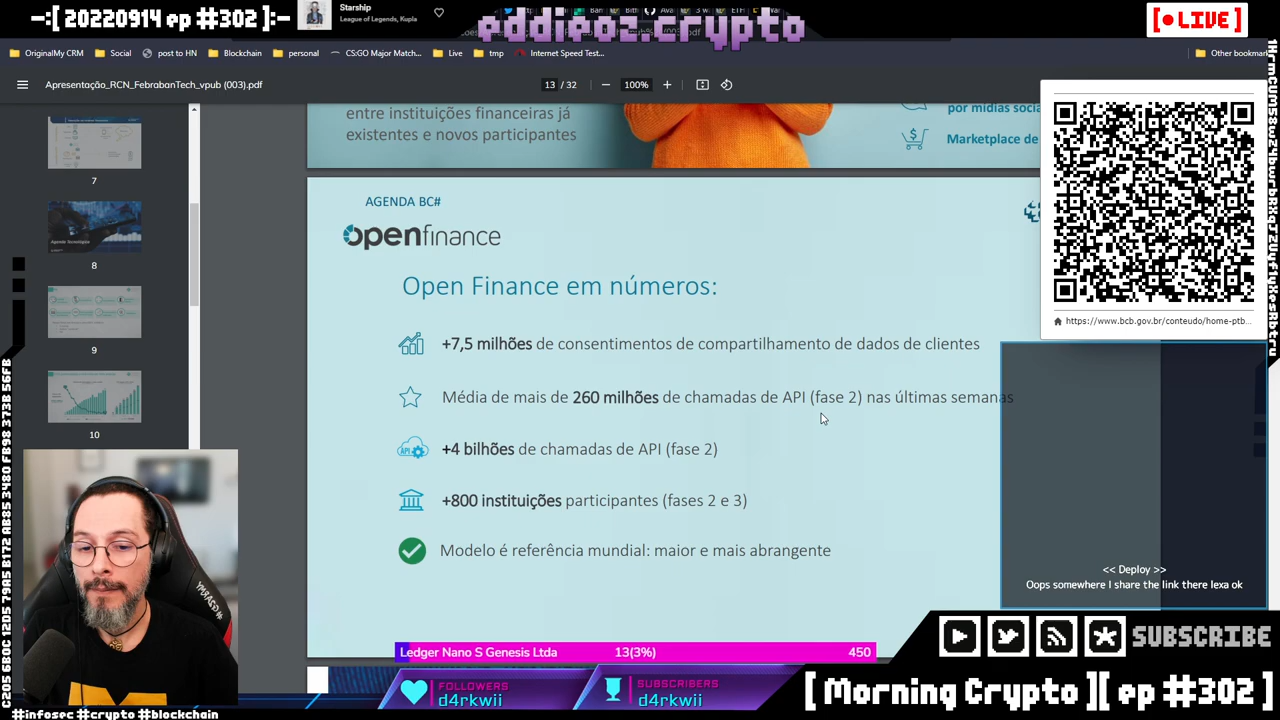 -:[ 20220914 ep #302 ]:-
Starship
League of Legends, Kupla
eddieoz.crypto
[ LIVE ]
OriginalMy CRM
Social
post to HN
Blockchain
personal
CS:GO Major Match...
Live
tmp
Internet Speed Test...
Other bookmar
Apresentação_RCN_FebrabanTech_vpub (003).pdf
13 / 32
100%
entre instituições financeiras já
existentes e novos participantes
por mídias socia
Marketplace de
7
8
9
10
AGENDA BC#
openfinance
Open Finance em números:
+7,5 milhões de consentimentos de compartilhamento de dados de clientes
Média de mais de 260 milhões de chamadas de API (fase 2) nas últimas semanas
+4 bilhões de chamadas de API (fase 2)
+800 instituições participantes (fases 2 e 3)
Modelo é referência mundial: maior e mais abrangente
https://www.bcb.gov.br/conteudo/home-ptb...
<< Deploy >>
Oops somewhere I share the link there lexa ok
Ledger Nano S Genesis Ltda
13(3%)
450
FOLLOWERS
d4rkwii
SUBSCRIBERS
d4rkwii
SUBSCRIBE
[ Morning Crypto ][ ep #302 ]
#infosec #crypto #blockchain